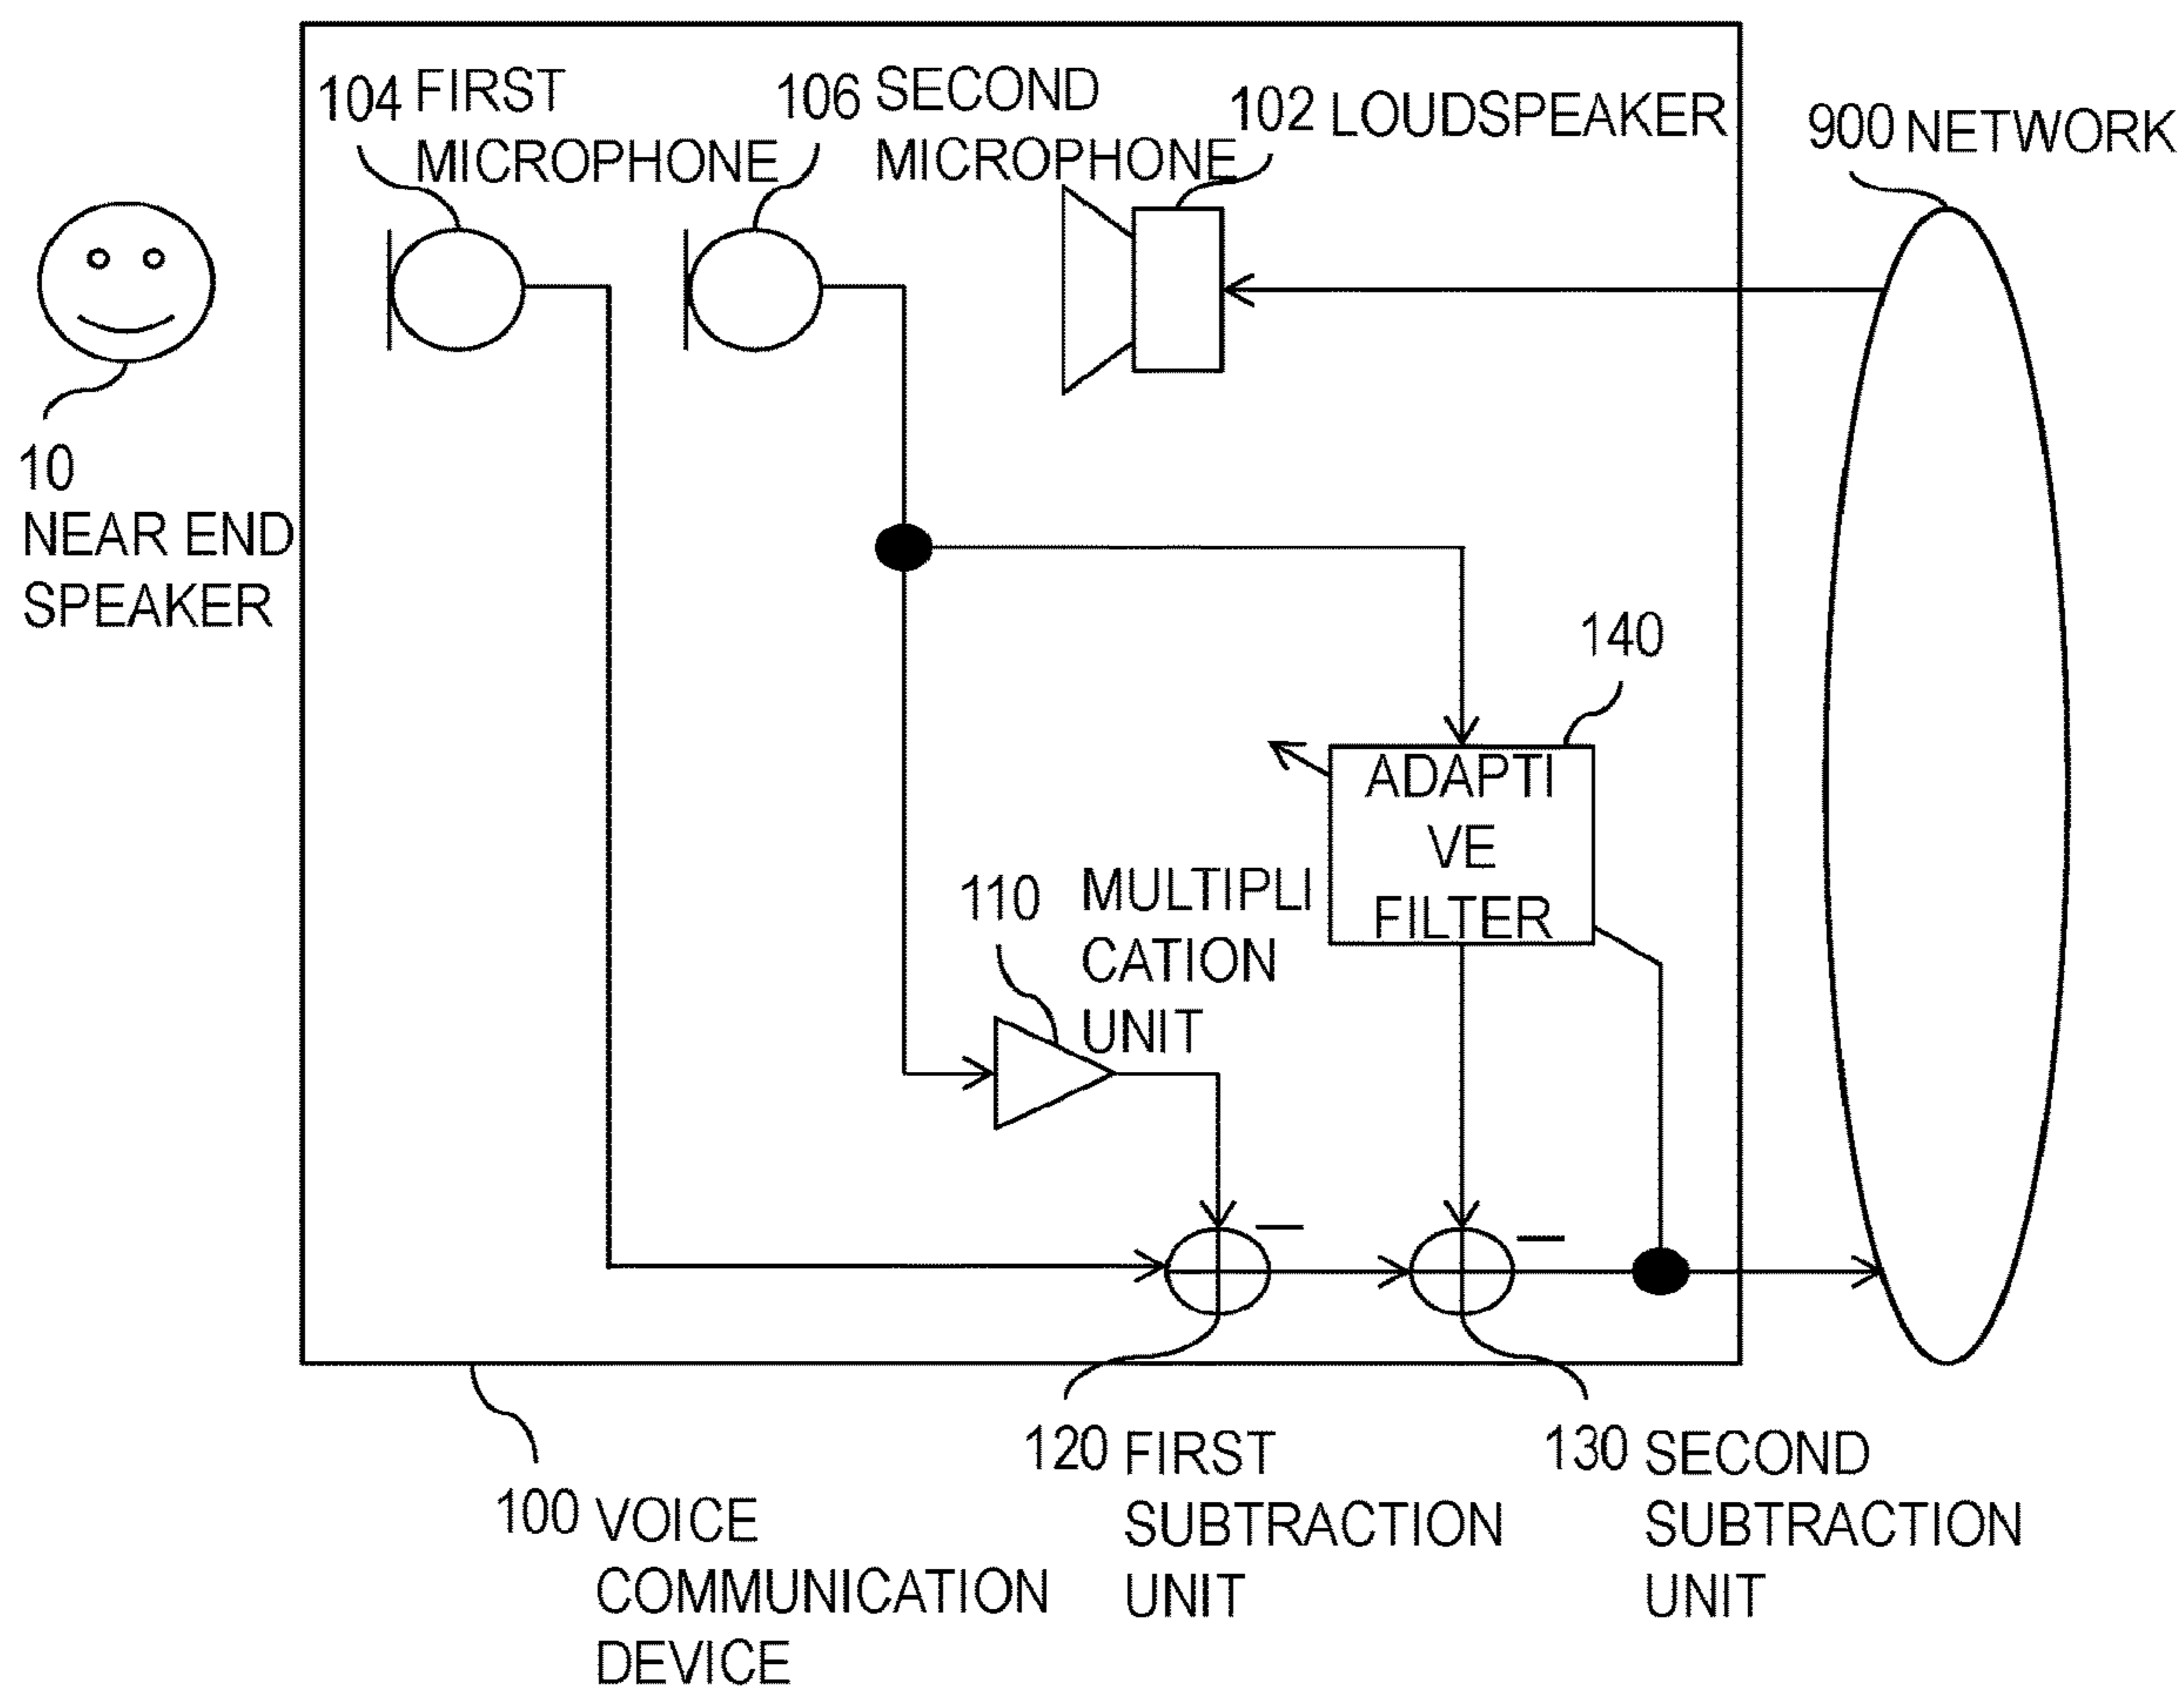 104 FIRST
MICROPHONE
106 SECOND
MICROPHONE
102 LOUDSPEAKER
900 NETWORK
10
NEAR END
SPEAKER
140
ADAPTI
VE
FILTER
110 MULTIPLI
CATION
UNIT
120 FIRST
SUBTRACTION
UNIT
130 SECOND
SUBTRACTION
UNIT
100 VOICE
COMMUNICATION
DEVICE